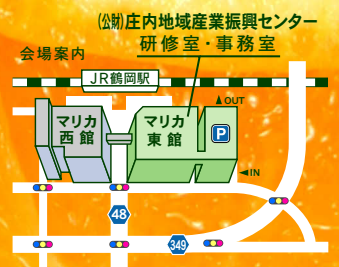 (公財)庄内地域産業振興センター
研修室・事務室
会場案内
JR鶴岡駅
OUT
マリカ
西館
マリカ
東館
P
IN
48
349